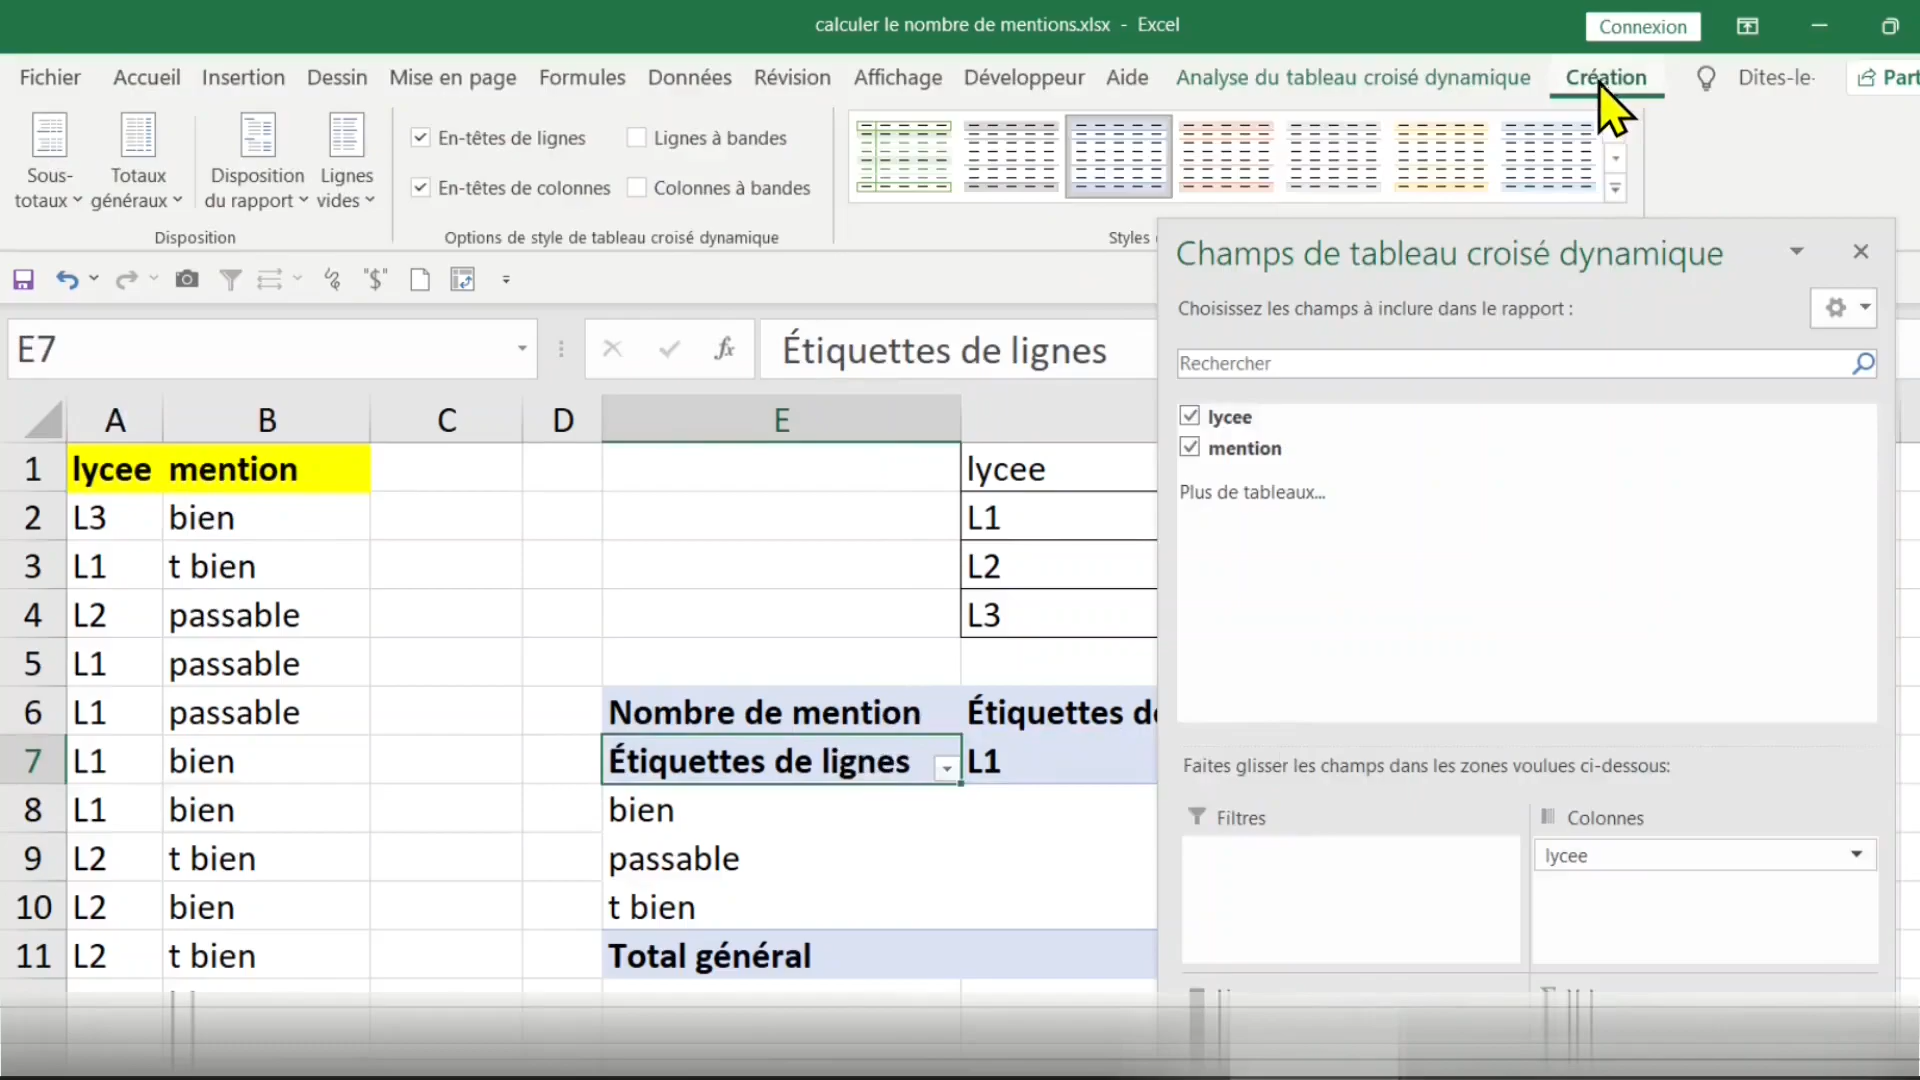 calculer le nombre de mentions.xlsx - Excel
Connexion
Fichier Accueil Insertion Dessin Mise en page Formules Données Révision Affichage Développeur Aide Analyse du tableau croisé dynamique Création Dites-le- Part
Sous-totaux
Totaux généraux
Disposition du rapport
Lignes vides
En-têtes de lignes
Lignes à bandes
En-têtes de colonnes
Colonnes à bandes
Disposition
Options de style de tableau croisé dynamique
Styles
"$"
E7
fx
Étiquettes de lignes
A B C D E
1 lycee mention lycee
2 L3 bien L1
3 L1 t bien L2
4 L2 passable L3
5 L1 passable
6 L1 passable Nombre de mention Étiquettes de
7 L1 bien Étiquettes de lignes L1
8 L1 bien bien
9 L2 t bien passable
10 L2 bien t bien
11 L2 t bien Total général
Champs de tableau croisé dynamique
Choisissez les champs à inclure dans le rapport :
Rechercher
lycee
mention
Plus de tableaux...
Faites glisser les champs dans les zones voulues ci-dessous:
Filtres
Colonnes
lycee